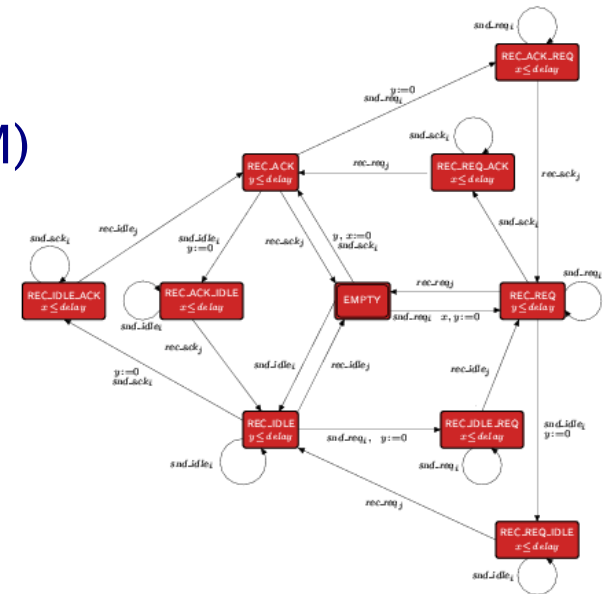 snd_req_i
REC_ACK_REQ
x≤delay
y:=0
snd_req_i
M)
snd_ack_i
REC_ACK
y≤delay
rec_req_j
REC_REQ_ACK
x≤delay
rec_ack_j
snd_ack_i
rec_idle_j
snd_idle_i
y:=0
rec_ack_j
y, x:=0
snd_ack_i
snd_ack_i
snd_req_i
REC_IDLE_ACK
x≤delay
REC_ACK_IDLE
x≤delay
EMPTY
rec_req_j
snd_req_i x, y:=0
REC_REQ
y≤delay
snd_idle_i
rec_ack_j
y:=0
snd_ack_i
snd_idle_i
rec_idle_j
rec_idle_j
REC_IDLE
y≤delay
snd_req_i, y:=0
REC_IDLE_REQ
x≤delay
snd_idle_i
y:=0
snd_idle_i
snd_req_i
rec_req_j
REC_REQ_IDLE
x≤delay
snd_idle_i